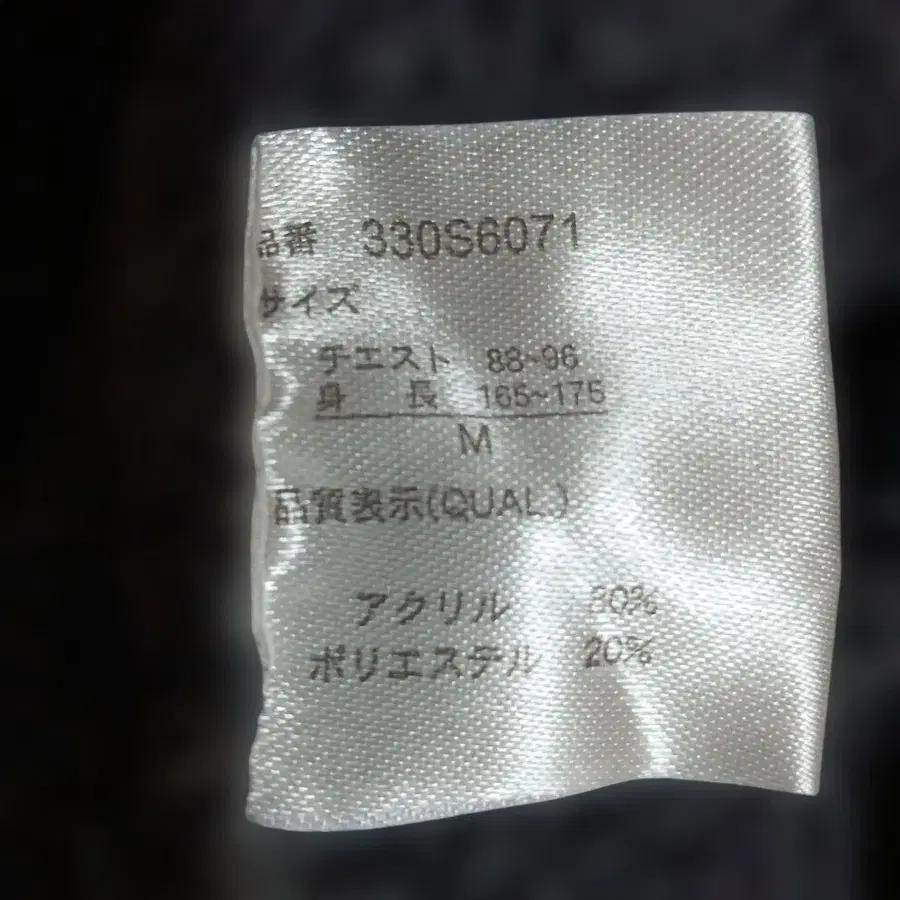 品番 330S6071
サイズ
チエスト 88~96
身 長 165~175
M
品質表示(QUAL.)
アクリル 80%
ポリエステル 20%